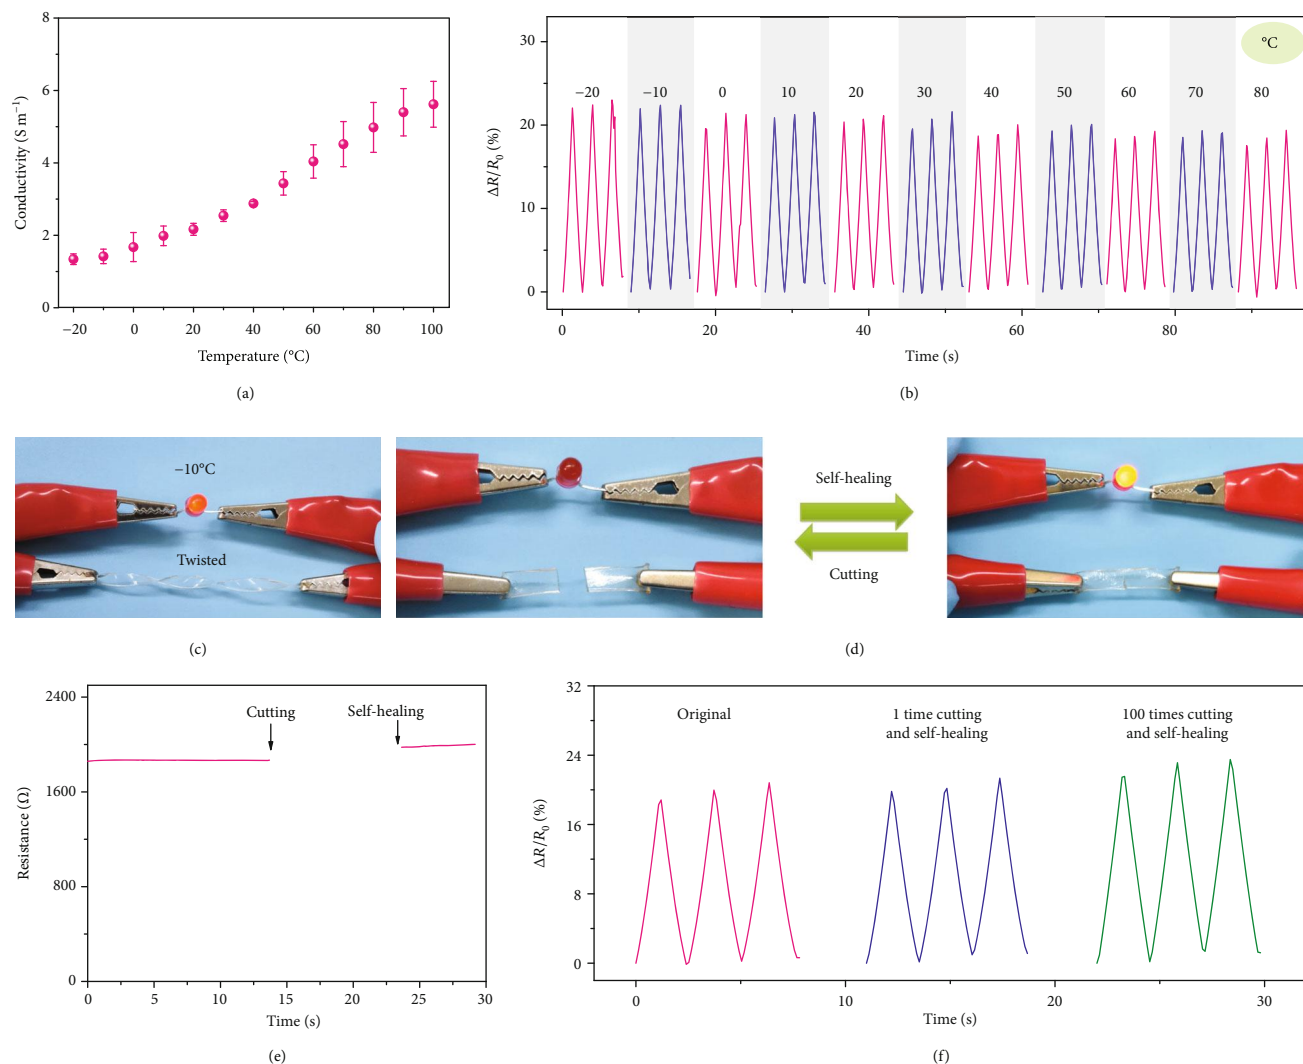 8
6
4
2
0
Conductivity (S m⁻¹)
−20 0 20 40 60 80 100
Temperature (°C)
(a)
30
20
10
0
ΔR/R₀ (%)
°C
−20 −10 0 10 20 30 40 50 60 70 80
0 20 40 60 80
Time (s)
(b)
−10°C
Twisted
(c)
Self-healing
Cutting
(d)
2400
1600
800
0
Resistance (Ω)
Cutting
Self-healing
0 5 10 15 20 25 30
Time (s)
(e)
32
24
16
8
0
ΔR/R₀ (%)
Original
1 time cutting
and self-healing
100 times cutting
and self-healing
0 10 20 30
Time (s)
(f)